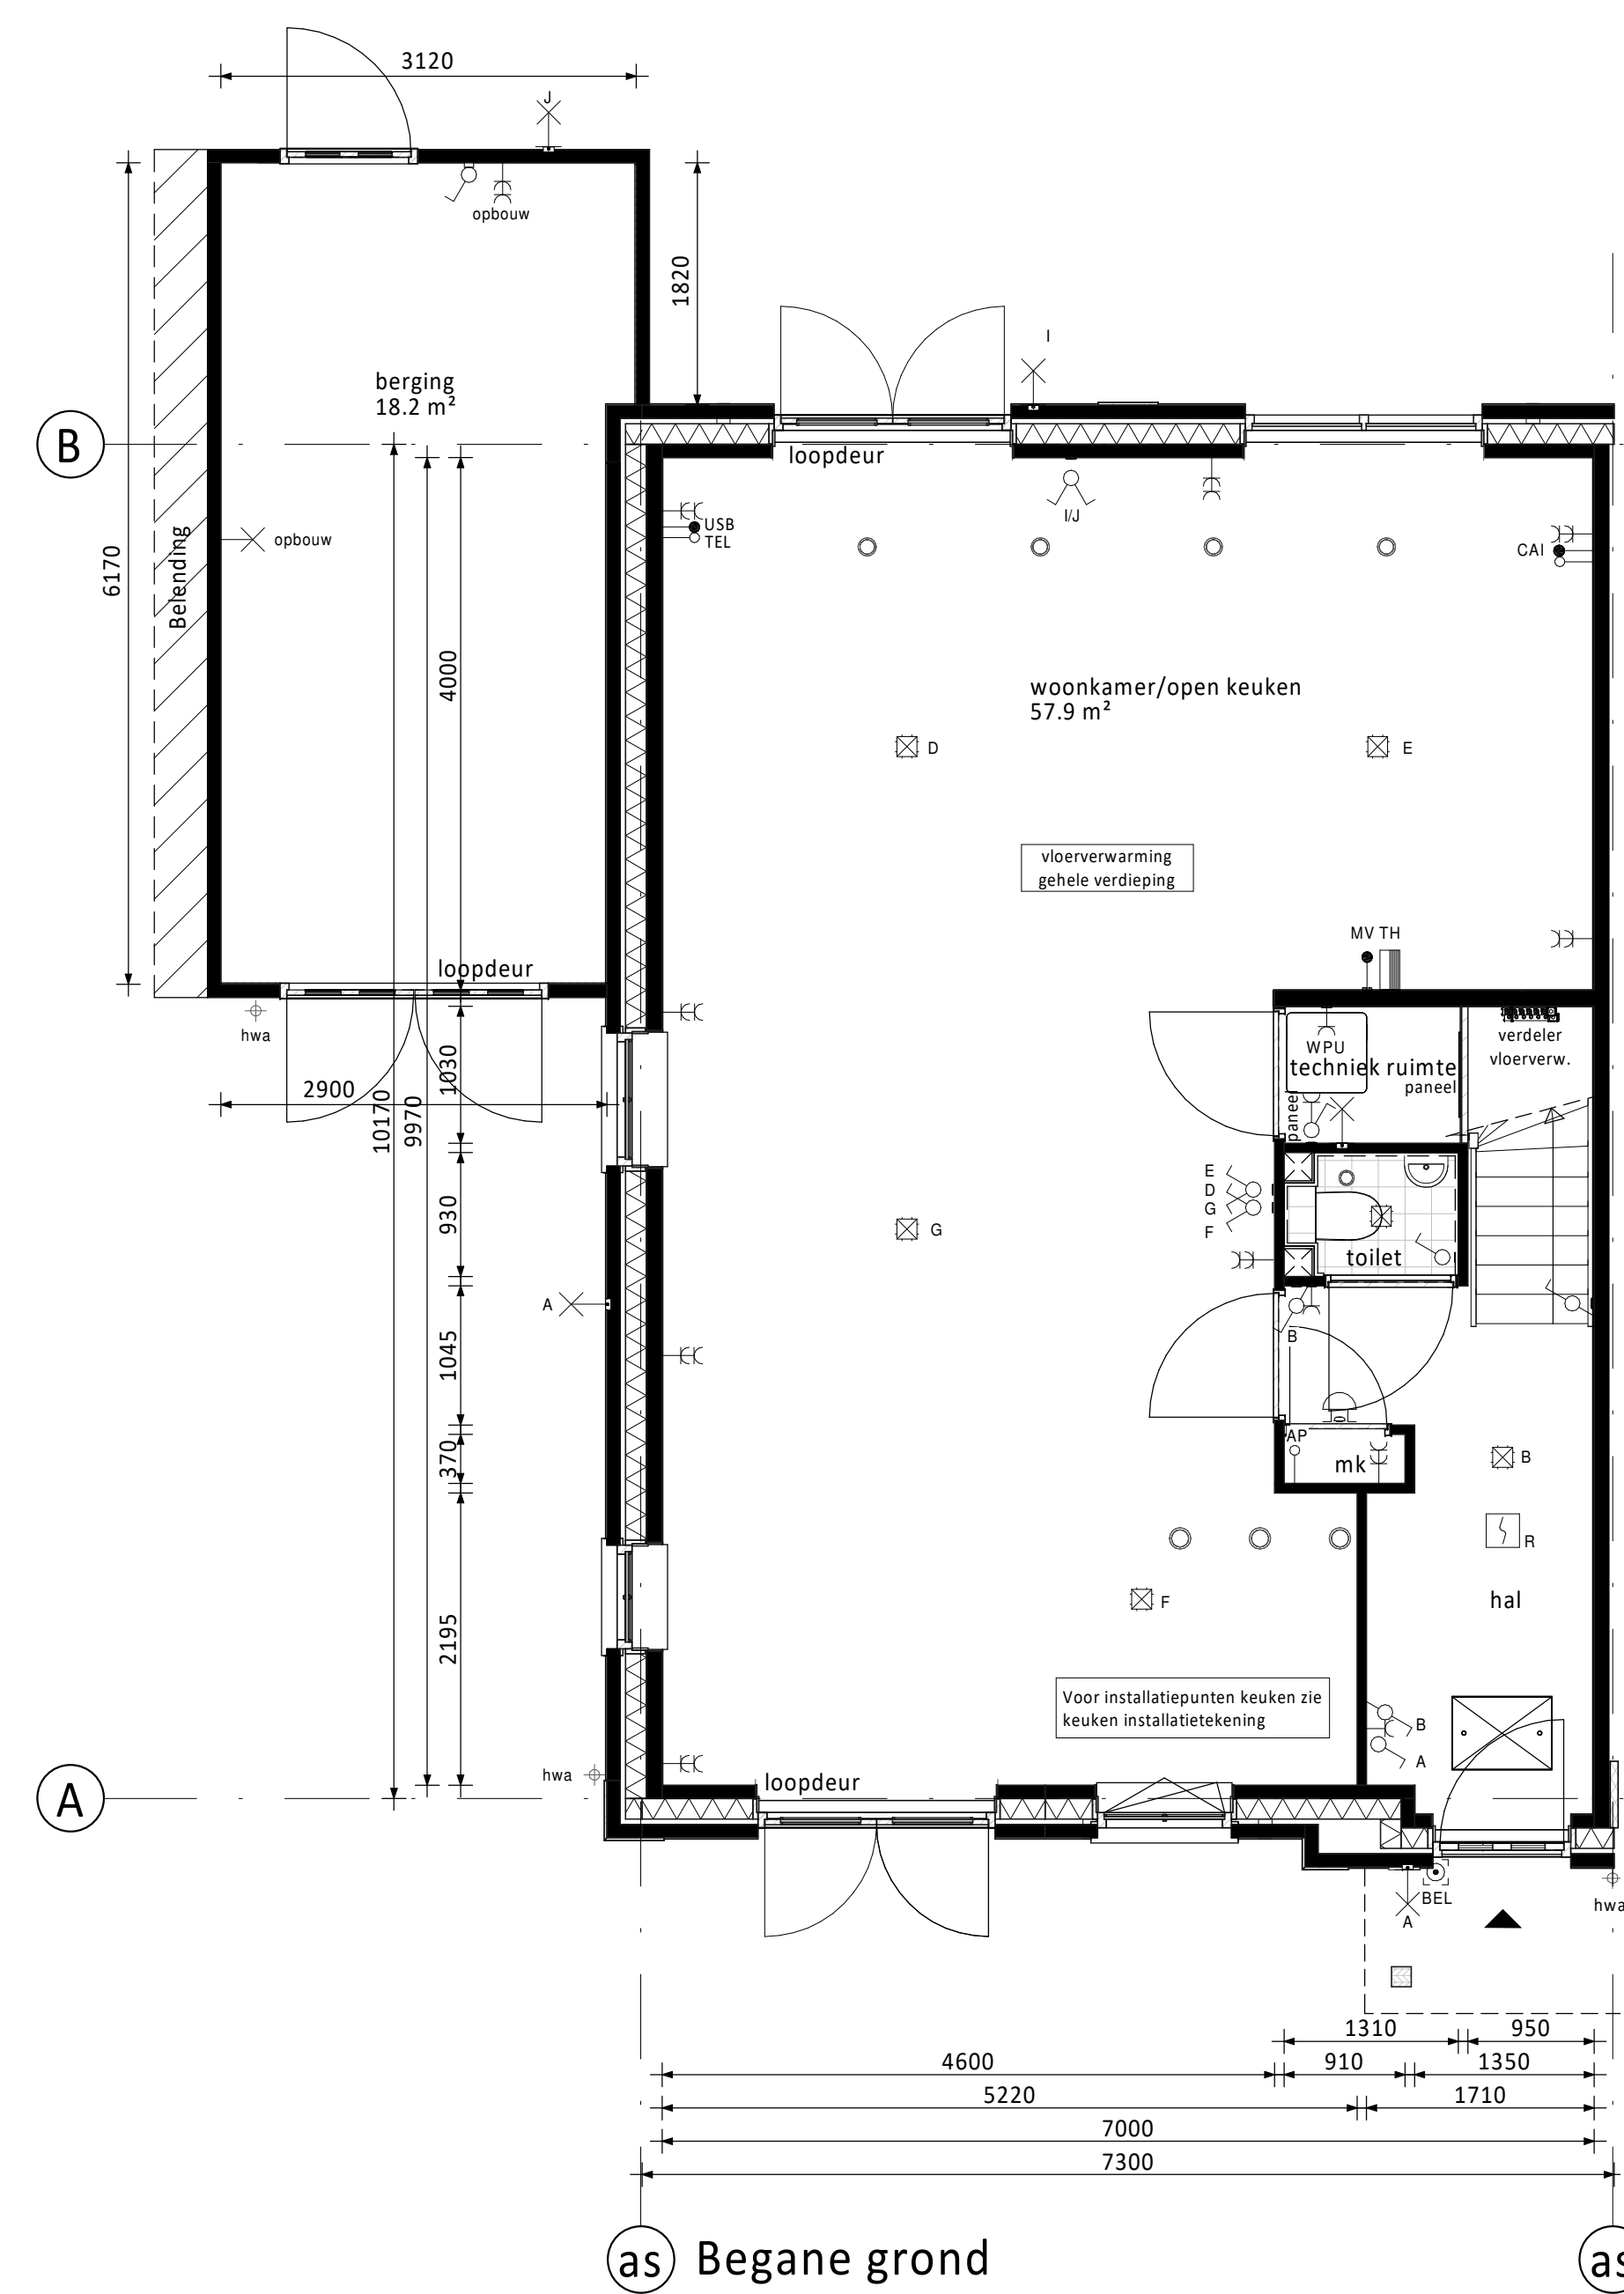 3120
J
opbouw
1820
I
berging
18.2 m²
B
loopdeur
I/J
USB
TEL
CAI
opbouw
Belending
6170
4000
woonkamer/open keuken
57.9 m²
D
E
vloerverwarming
gehele verdieping
MV TH
loopdeur
hwa
verdeler
vloerverw.
WPU
techniek ruimte
paneel
paneel
2900
1030
10170
9970
E
D
G
F
930
G
toilet
A
B
1045
AP
mk
B
370
R
F
hal
2195
Voor installatiepunten keuken zie
keuken installatietekening
B
A
hwa
loopdeur
A
BEL
A
hwa
1310
950
4600
910
1350
5220
1710
7000
7300
as
Begane grond
as